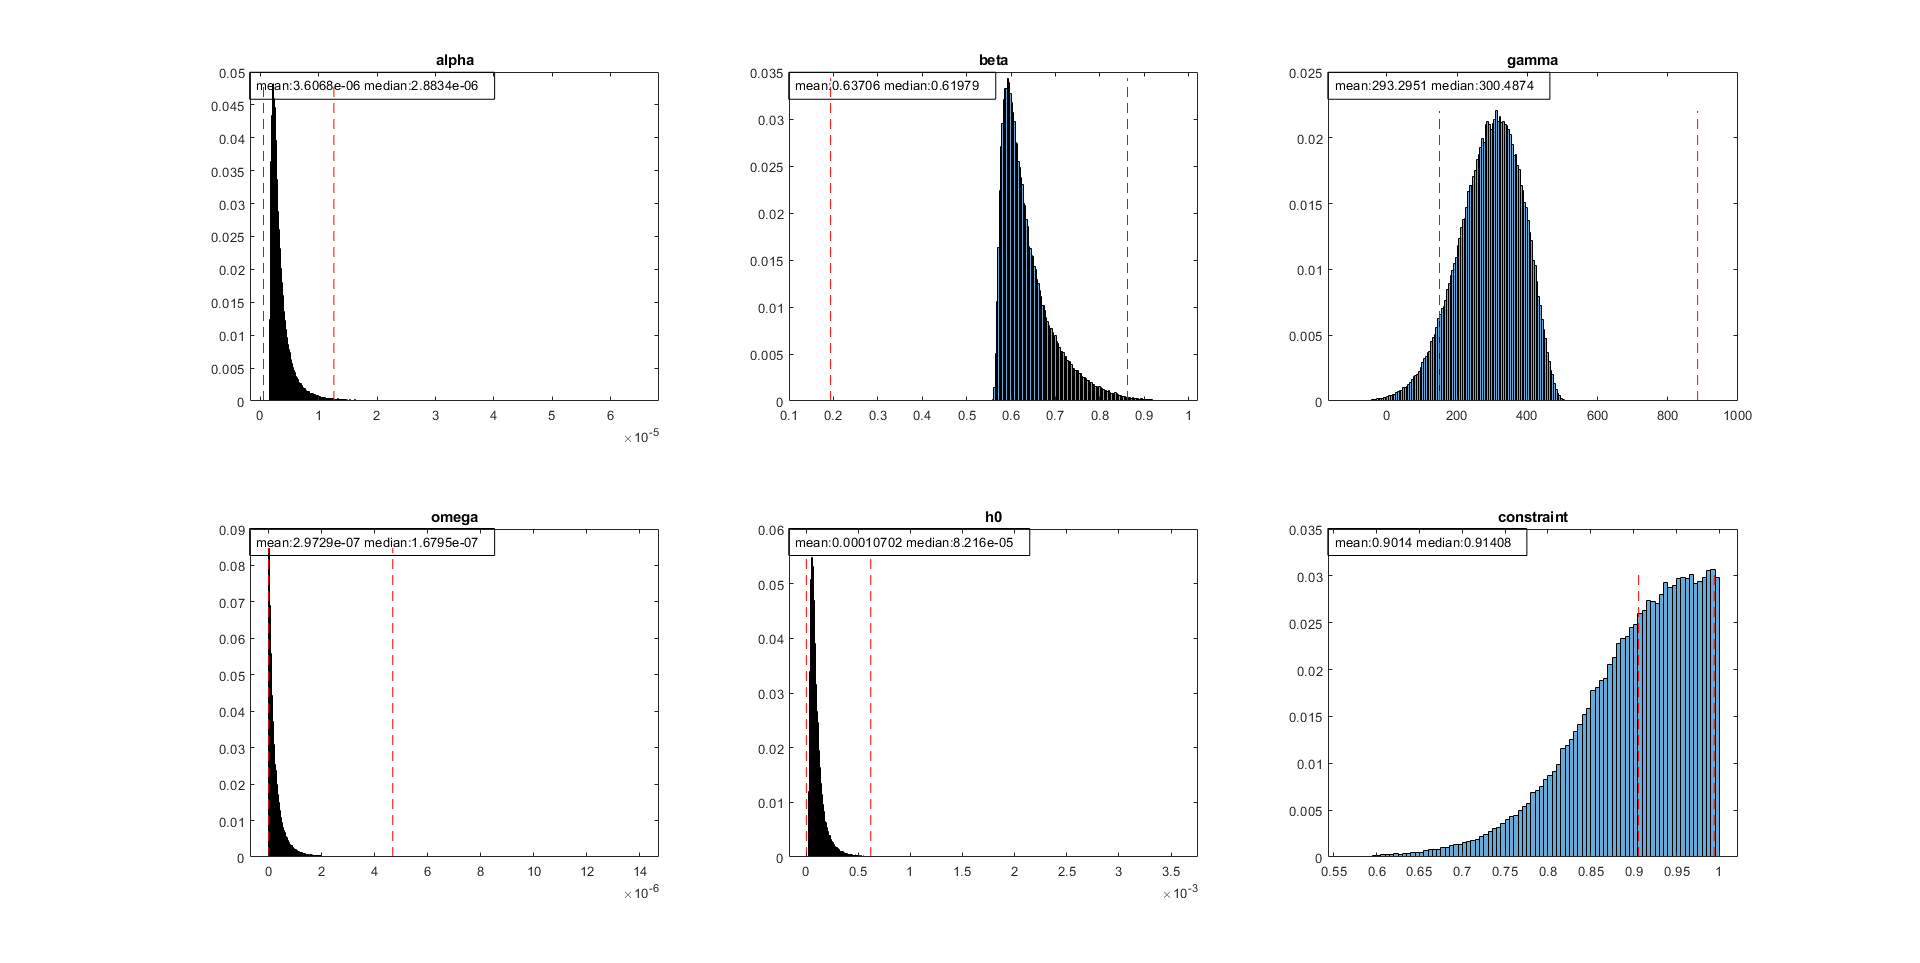 alpha
mean:3.6068e-06 median:2.8834e-06
0.05
0.045
0.04
0.035
0.03
0.025
0.02
0.015
0.01
0.005
0
0 1 2 3 4 5 6
×10-5
beta
mean:0.63706 median:0.61979
0.035
0.03
0.025
0.02
0.015
0.01
0.005
0
0.1 0.2 0.3 0.4 0.5 0.6 0.7 0.8 0.9 1
gamma
mean:293.2951 median:300.4874
0.025
0.02
0.015
0.01
0.005
0
0 200 400 600 800 1000
omega
mean:2.9729e-07 median:1.6795e-07
0.09
0.08
0.07
0.06
0.05
0.04
0.03
0.02
0.01
0
0 2 4 6 8 10 12 14
×10-6
h0
mean:0.00010702 median:8.216e-05
0.06
0.05
0.04
0.03
0.02
0.01
0
0 0.5 1 1.5 2 2.5 3 3.5
×10-3
constraint
mean:0.9014 median:0.91408
0.035
0.03
0.025
0.02
0.015
0.01
0.005
0
0.55 0.6 0.65 0.7 0.75 0.8 0.85 0.9 0.95 1